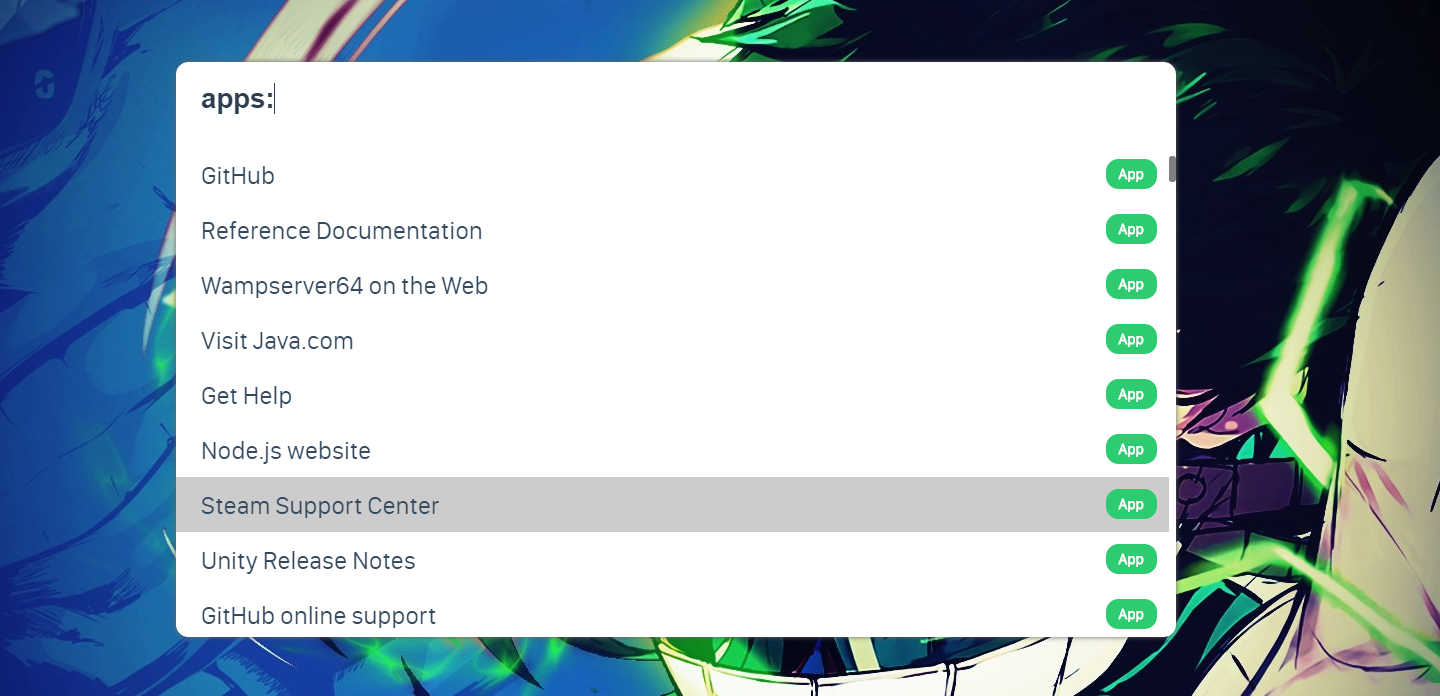 apps:
GitHub App
Reference Documentation App
Wampserver64 on the Web App
Visit Java.com App
Get Help App
Node.js website App
Steam Support Center App
Unity Release Notes App
GitHub online support App